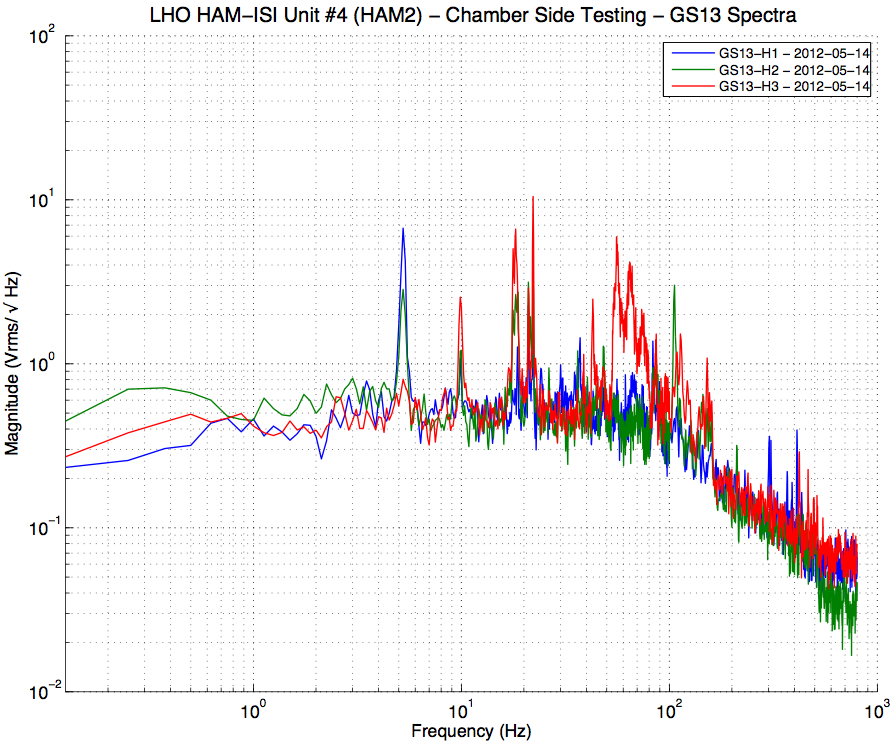 LHO HAM−ISI Unit #4 (HAM2) − Chamber Side Testing − GS13 Spectra
10²
GS13−H1 − 2012−05−14
GS13−H2 − 2012−05−14
GS13−H3 − 2012−05−14
10¹
10⁰
Magnitude (Vrms/ √ Hz)
10⁻¹
10⁻²
10⁰
10¹
10²
10³
Frequency (Hz)